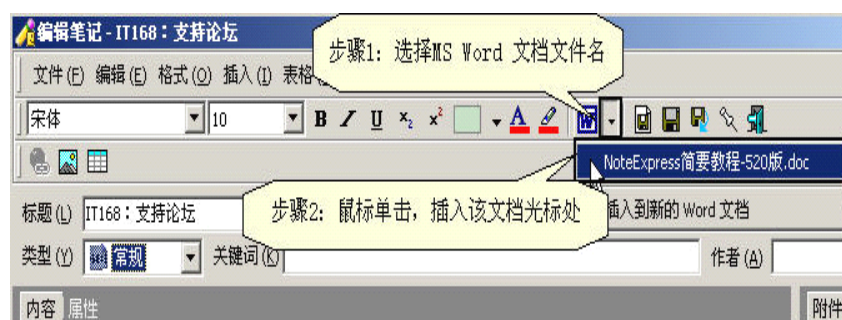 编辑笔记 - IT168：支持论坛
步骤1: 选择MS Word 文档文件名
文件(F) 编辑(E) 格式(O) 插入(I) 表格
宋体 10 B I U ×₂ ×² A
NoteExpress简要教程-520版.doc
标题(L) IT168：支持论坛
步骤2: 鼠标单击，插入该文档光标处
插入到新的 Word 文档
类型(Y) 常规 关键词(K) 作者(A)
内容 属性 附件